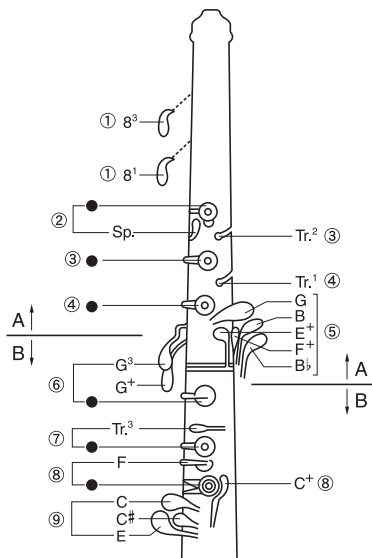 ① 8³
① 8¹
②
Sp.
Tr.² ③
③
Tr.¹ ④
④
G
B
E⁺
F⁺
B♭
⑤
A
B
G³
G⁺
⑥
A
B
Tr.³
⑦
F
⑧
C⁺ ⑧
C
C♯
E
⑨